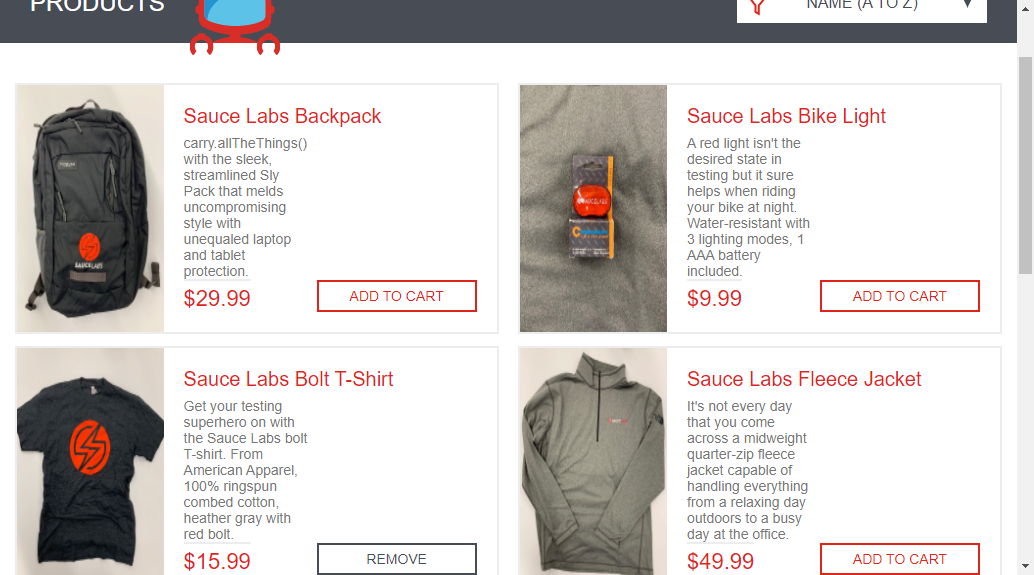 PRODUCTS
NAME (A TO Z)
Sauce Labs Backpack
carry.allTheThings()
with the sleek,
streamlined Sly
Pack that melds
uncompromising
style with
unequaled laptop
and tablet
protection.
$29.99
ADD TO CART
SAUCELABS
Sauce Labs Bike Light
A red light isn't the
desired state in
testing but it sure
helps when riding
your bike at night.
Water-resistant with
3 lighting modes, 1
AAA battery
included.
$9.99
ADD TO CART
SAUCELABS
Sauce Labs Bolt T-Shirt
Get your testing
superhero on with
the Sauce Labs bolt
T-shirt. From
American Apparel,
100% ringspun
combed cotton,
heather gray with
red bolt.
$15.99
REMOVE
Sauce Labs Fleece Jacket
It's not every day
that you come
across a midweight
quarter-zip fleece
jacket capable of
handling everything
from a relaxing day
outdoors to a busy
day at the office.
$49.99
ADD TO CART